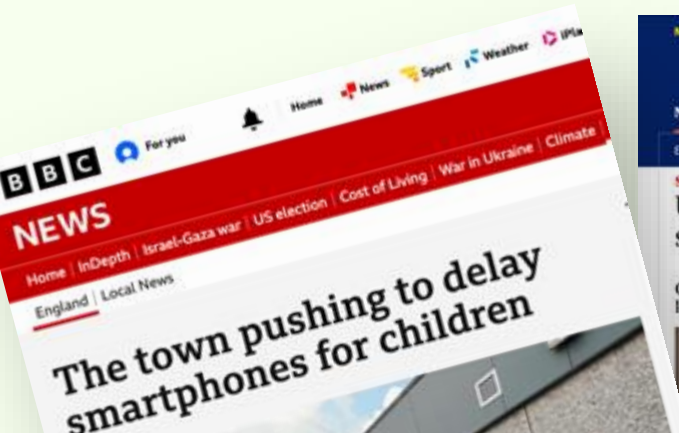 BBC
For you
Home
News
Sport
Weather
NEWS
Home | InDepth | Israel-Gaza war | US election | Cost of Living | War in Ukraine | Climate |
England | Local News
The town pushing to delay
smartphones for children